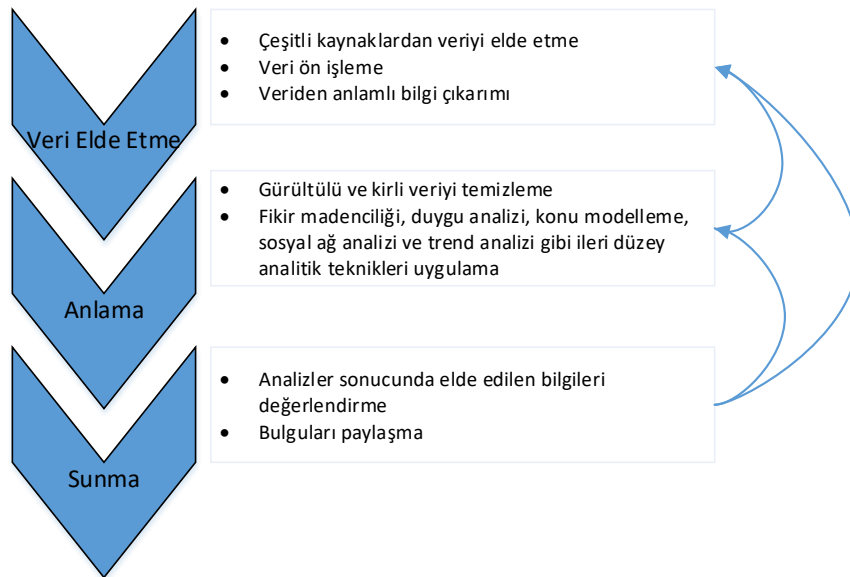 Veri Elde Etme
• Çeşitli kaynaklardan veriyi elde etme
• Veri ön işleme
• Veriden anlamlı bilgi çıkarımı
Anlama
• Gürültülü ve kirli veriyi temizleme
• Fikir madenciliği, duygu analizi, konu modelleme,
sosyal ağ analizi ve trend analizi gibi ileri düzey
analitik teknikleri uygulama
Sunma
• Analizler sonucunda elde edilen bilgileri
değerlendirme
• Bulguları paylaşma